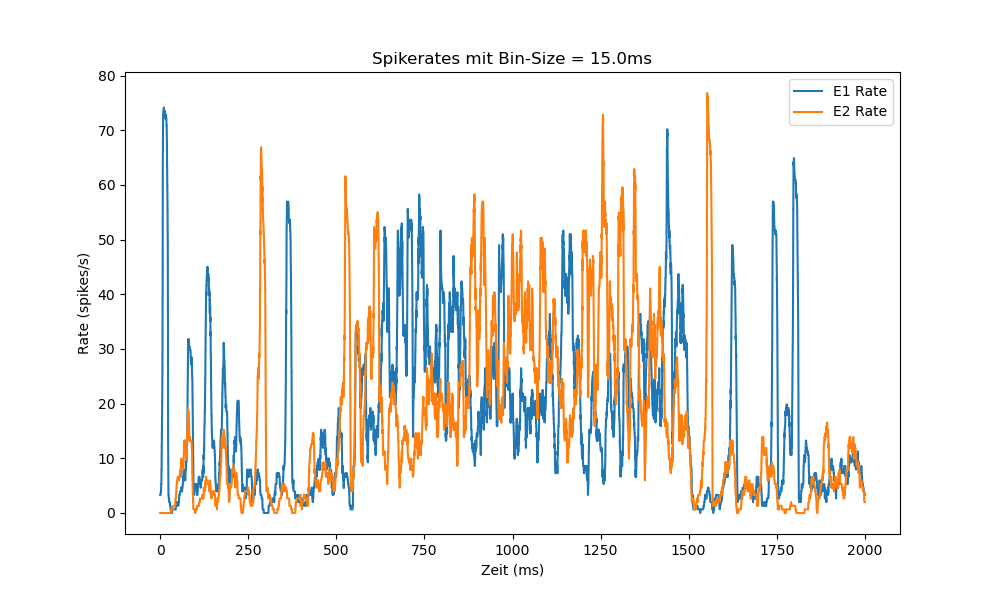 Spikerates mit Bin-Size = 15.0ms
E1 Rate
E2 Rate
Rate (spikes/s)
80
70
60
50
40
30
20
10
0
0 250 500 750 1000 1250 1500 1750 2000
Zeit (ms)